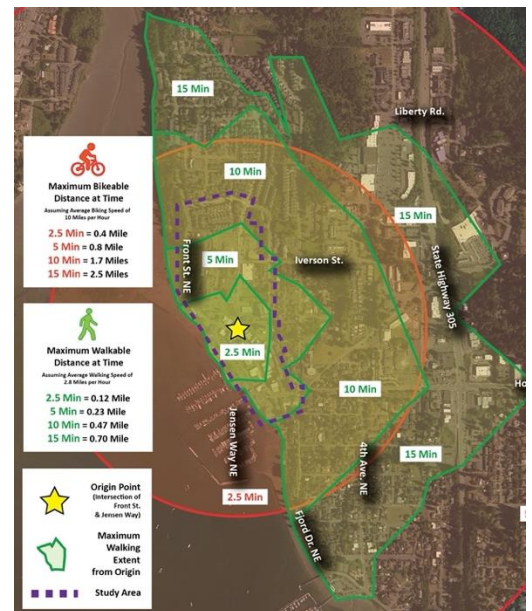 15 Min
Liberty Rd.
Maximum Bikeable
Distance at Time
Assuming Average Biking Speed of
10 Miles per Hour
2.5 Min = 0.4 Mile
5 Min = 0.8 Mile
10 Min = 1.7 Miles
15 Min = 2.5 Miles
10 Min
15 Min
Front St. NE
5 Min
Iverson St.
State Highway 305
Maximum Walkable
Distance at Time
Assuming Average Walking Speed of
2.8 Miles per Hour
2.5 Min = 0.12 Mile
5 Min = 0.23 Mile
10 Min = 0.47 Mile
15 Min = 0.70 Mile
2.5 Min
10 Min
Ho
Jensen Way NE
4th Ave. NE
15 Min
2.5 Min
Fjord Dr. NE
Origin Point
(Intersection of
Front St.
& Jensen Way)
Maximum
Walking
Extent
from Origin
Study Area